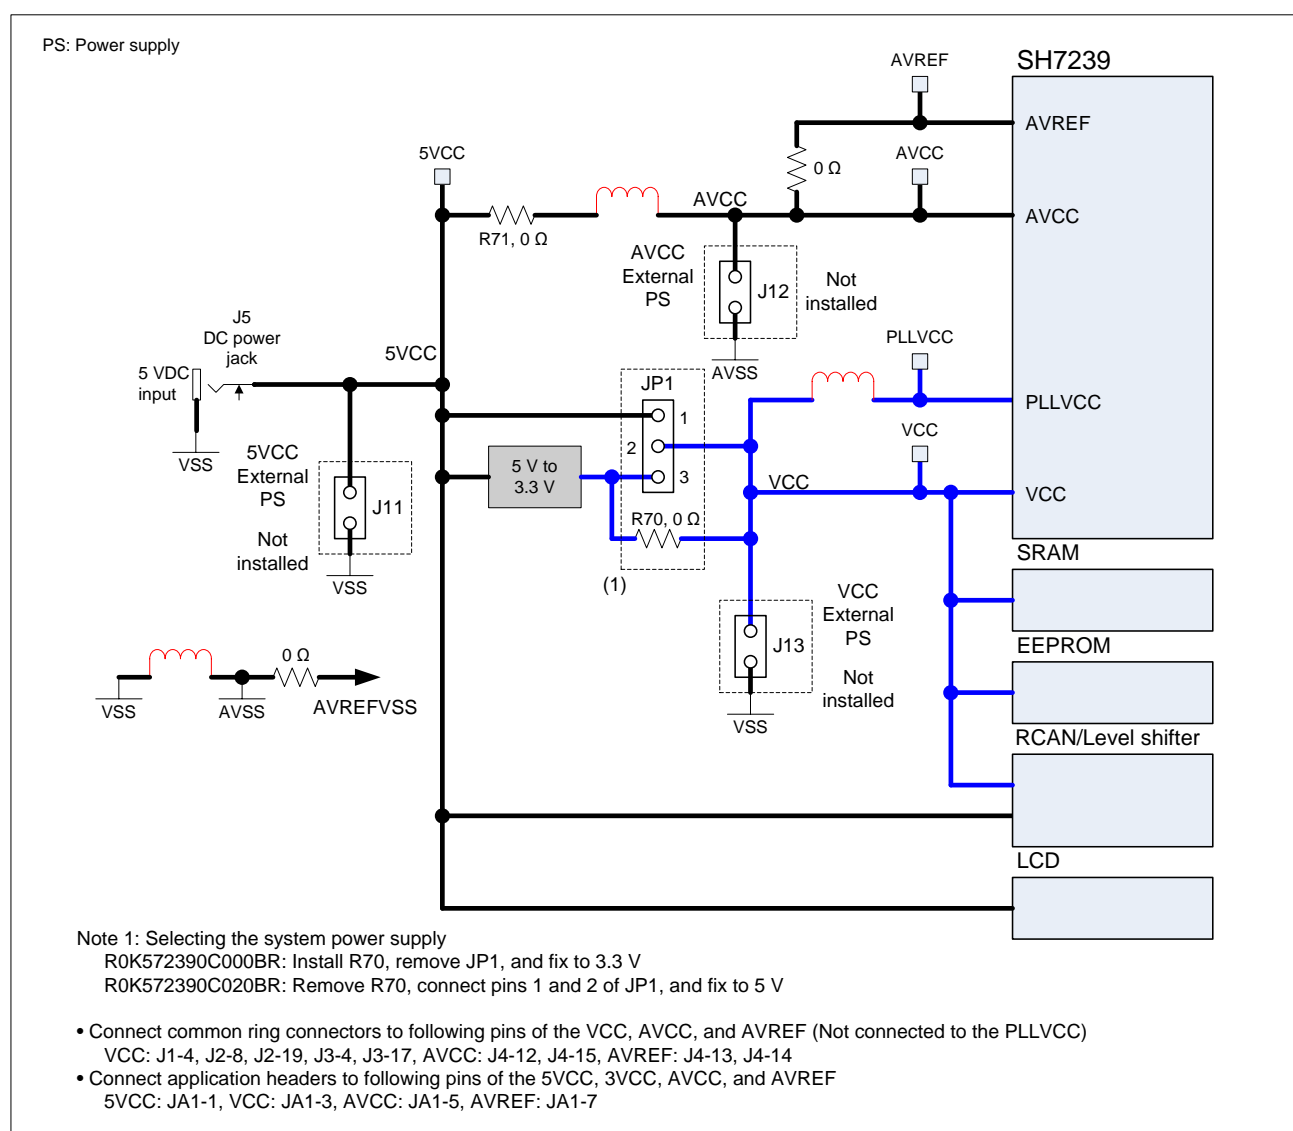 PS: Power supply
SH7239
AVREF
AVREF
0 Ω
AVCC
5VCC
AVCC
AVCC
R71, 0 Ω
AVCC
External
PS
J12
Not
installed
AVSS
J5
DC power
jack
5 VDC
input
5VCC
VSS
PLLVCC
PLLVCC
JP1
1
2
3
5 V to
3.3 V
R70, 0 Ω
(1)
VCC
VCC
VCC
5VCC
External
PS
J11
Not
installed
VSS
SRAM
VCC
External
PS
J13
Not
installed
VSS
EEPROM
0 Ω
VSS
AVSS
AVREFVSS
RCAN/Level shifter
LCD
Note 1: Selecting the system power supply
R0K572390C000BR: Install R70, remove JP1, and fix to 3.3 V
R0K572390C020BR: Remove R70, connect pins 1 and 2 of JP1, and fix to 5 V
• Connect common ring connectors to following pins of the VCC, AVCC, and AVREF (Not connected to the PLLVCC)
VCC: J1-4, J2-8, J2-19, J3-4, J3-17, AVCC: J4-12, J4-15, AVREF: J4-13, J4-14
• Connect application headers to following pins of the 5VCC, 3VCC, AVCC, and AVREF
5VCC: JA1-1, VCC: JA1-3, AVCC: JA1-5, AVREF: JA1-7